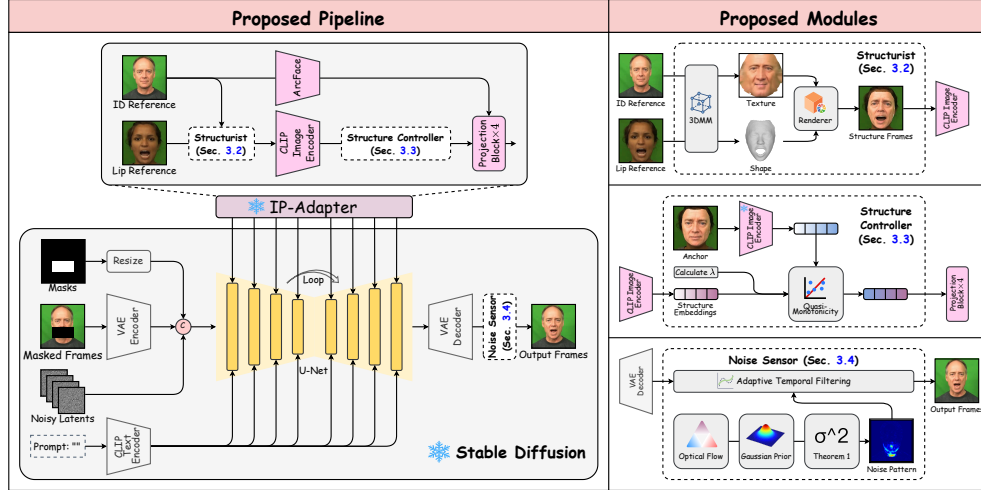 Proposed Pipeline
ID Reference
ArcFace
Lip Reference
Structurist
(Sec. 3.2)
CLIP
Image
Encoder
Structure Controller
(Sec. 3.3)
Projection
Block×4
IP-Adapter
Masks
Resize
Masked Frames
VAE
Encoder
C
Noisy Latents
Prompt: ""
CLIP
Text
Encoder
Loop
U-Net
VAE
Decoder
Noise Sensor
(Sec. 3.4)
Output Frames
Stable Diffusion
Proposed Modules
ID Reference
Lip Reference
3DMM
Texture
Shape
Renderer
Structurist
(Sec. 3.2)
Structure Frames
CLIP Image
Encoder
Anchor
CLIP Image
Encoder
Structure
Controller
(Sec. 3.3)
CLIP Image
Encoder
Calculate λ
Structure
Embeddings
Quasi-
Monotonicity
Projection
Block×4
VAE
Decoder
Noise Sensor (Sec. 3.4)
Adaptive Temporal Filtering
Output Frames
Optical Flow
Gaussian Prior
σ^2
Theorem 1
Noise Pattern